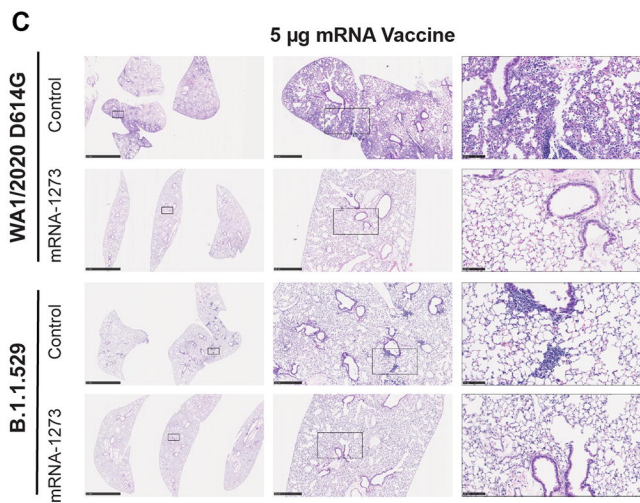 C
5 µg mRNA Vaccine
WA1/2020 D614G
Control
mRNA-1273
B.1.1.529
Control
mRNA-1273